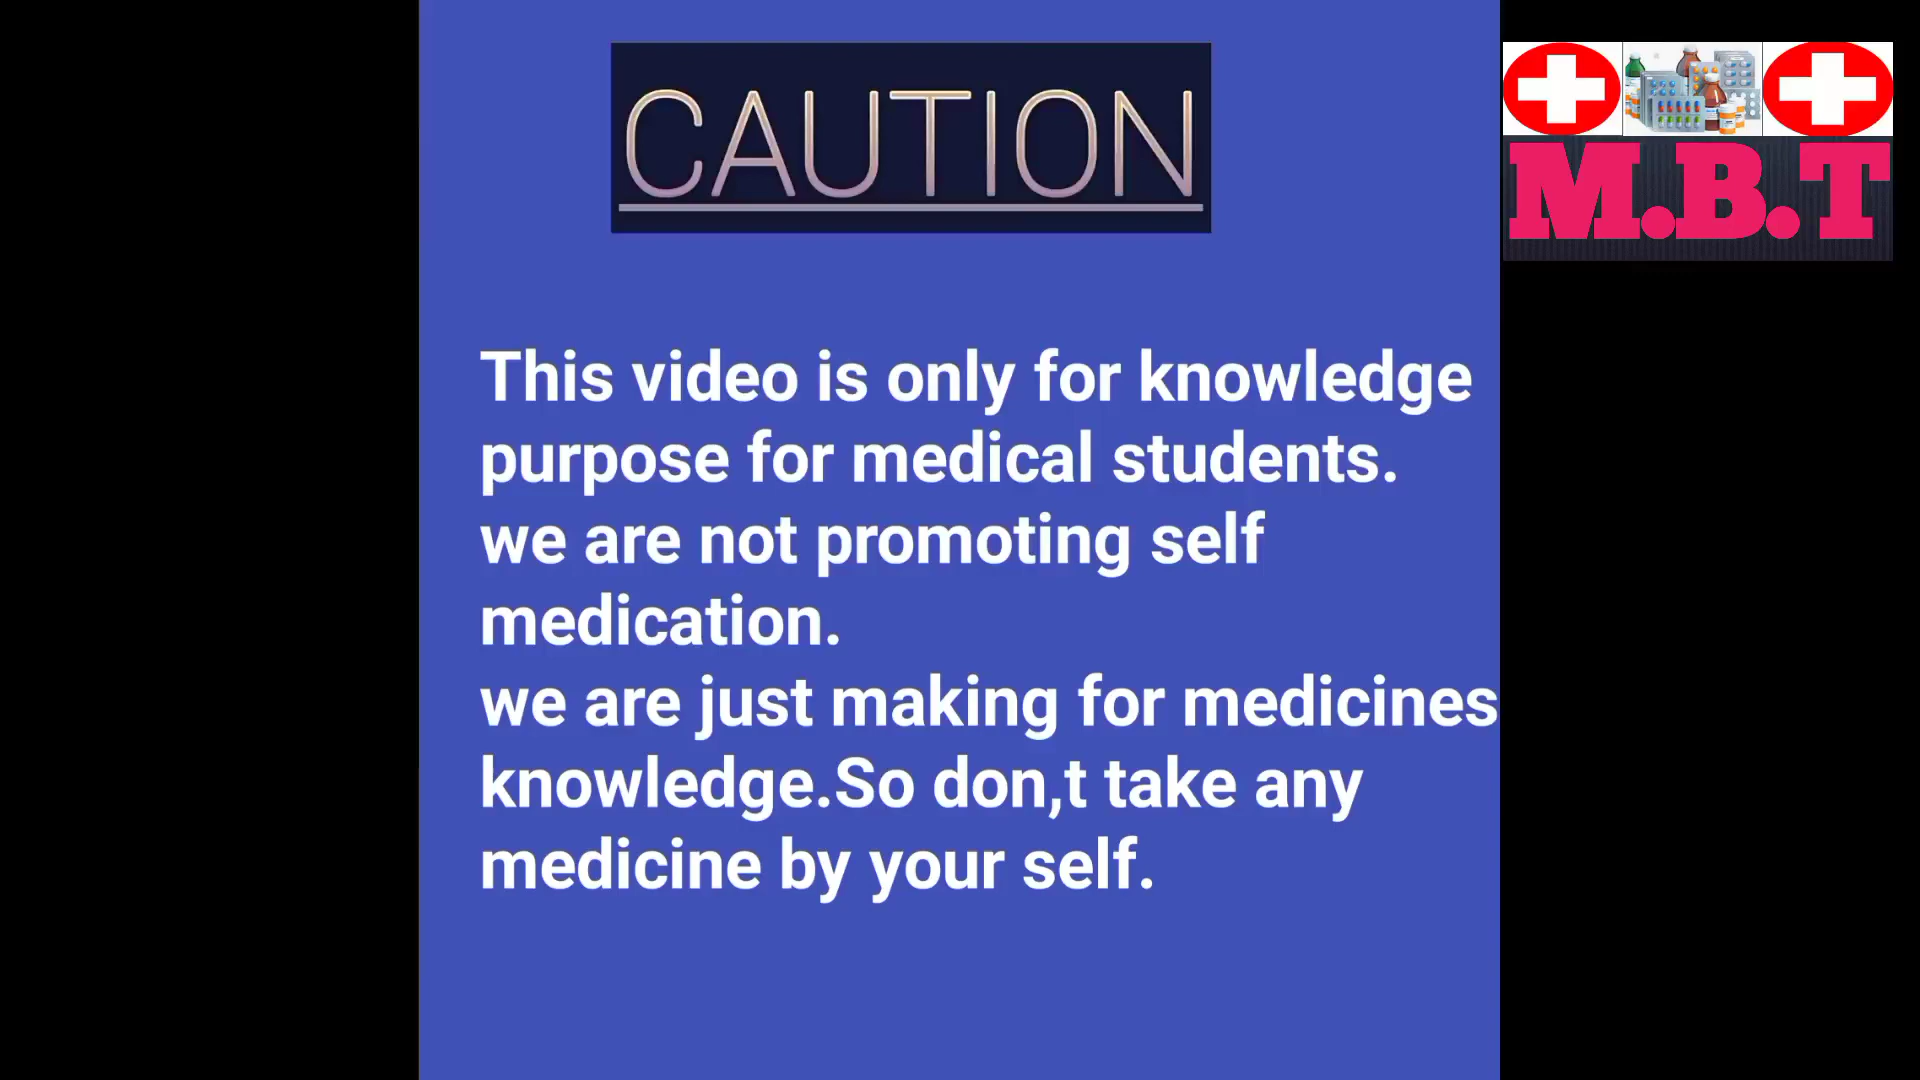 CAUTION
M.B.T
This video is only for knowledge
purpose for medical students.
we are not promoting self
medication.
we are just making for medicines
knowledge.So don,t take any
medicine by your self.